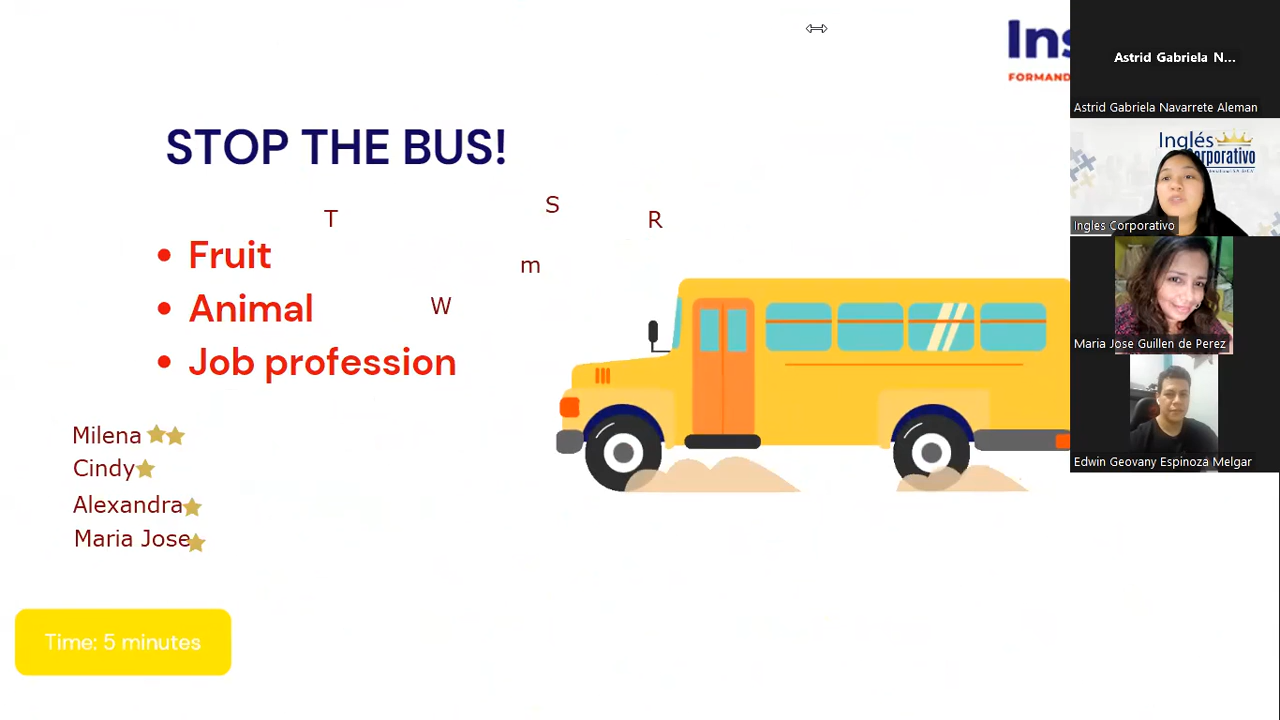 Ins
FORMAND
STOP THE BUS!
T
S
R
• Fruit
m
• Animal
W
• Job profession
Milena
Cindy
Alexandra
Maria Jose
Time: 5 minutes
Astrid Gabriela N...
Astrid Gabriela Navarrete Aleman
Inglés
Corporativo
Ingles Corporativo
Maria Jose Guillen de Perez
Edwin Geovany Espinoza Melgar